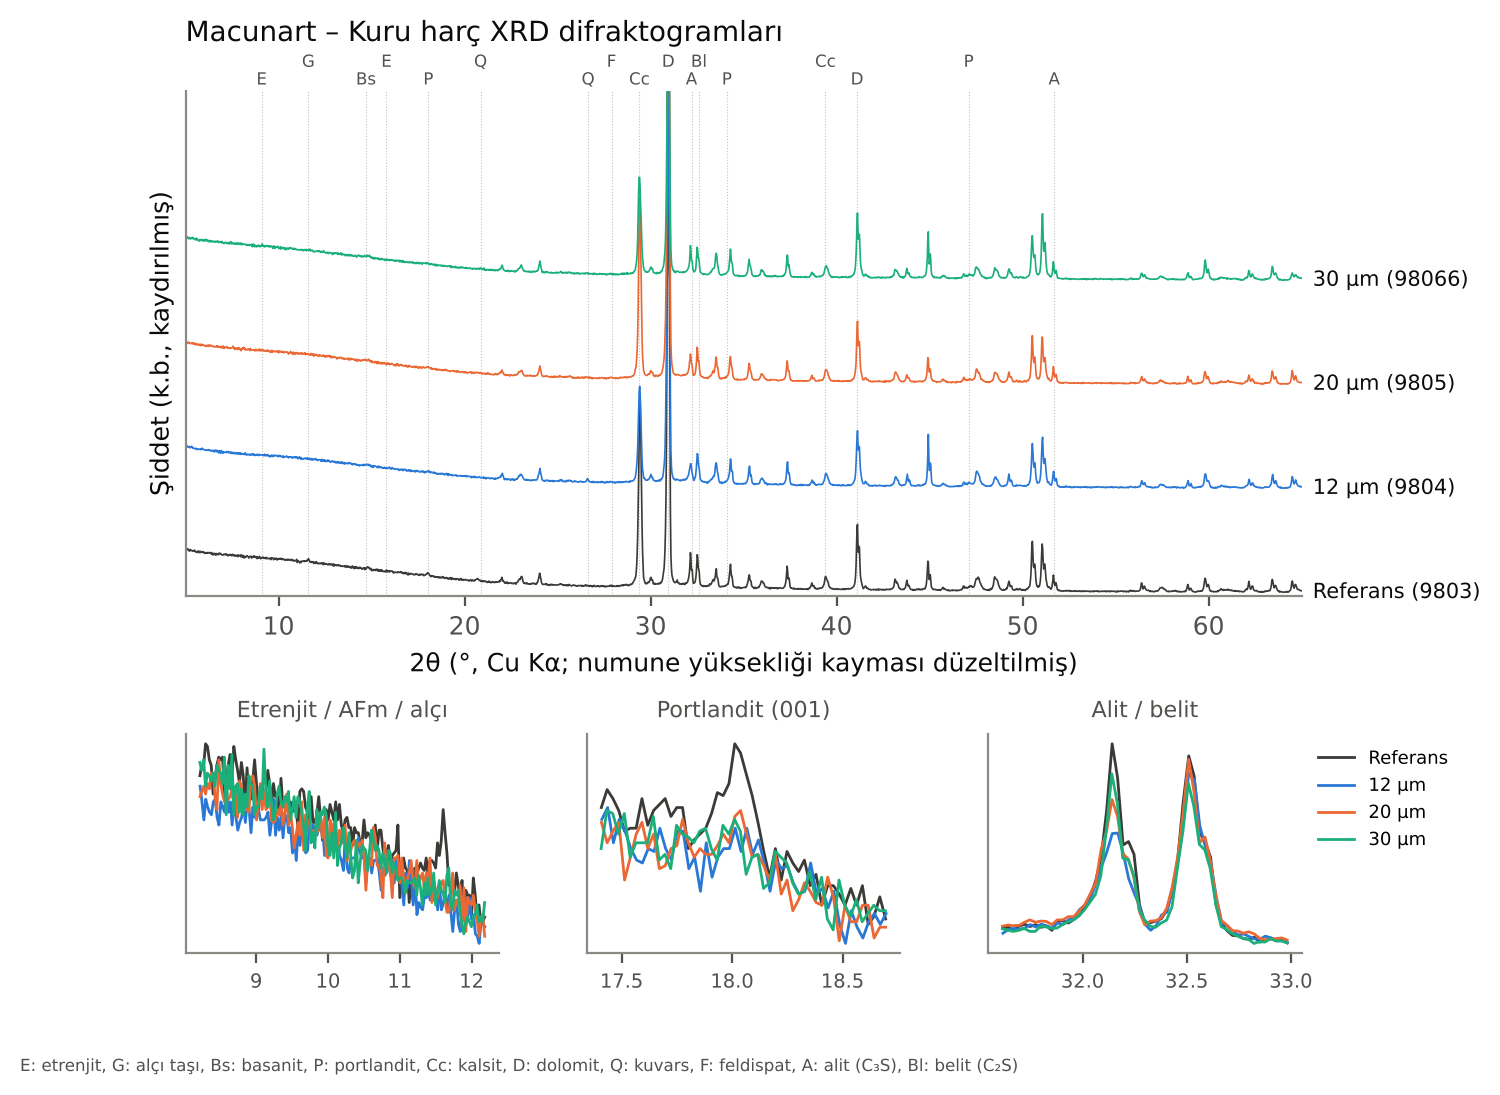 Macunart – Kuru harç XRD difraktogramları
G E Q F D Bl Cc P
E Bs P Q Cc A P D A
Şiddet (k.b., kaydırılmış)
30 µm (98066)
20 µm (9805)
12 µm (9804)
Referans (9803)
10 20 30 40 50 60
2θ (°, Cu Kα; numune yüksekliği kayması düzeltilmiş)
Etrenjit / AFm / alçı
9 10 11 12
Portlandit (001)
17.5 18.0 18.5
Alit / belit
32.0 32.5 33.0
Referans
12 µm
20 µm
30 µm
E: etrenjit, G: alçı taşı, Bs: basanit, P: portlandit, Cc: kalsit, D: dolomit, Q: kuvars, F: feldispat, A: alit (C₃S), Bl: belit (C₂S)